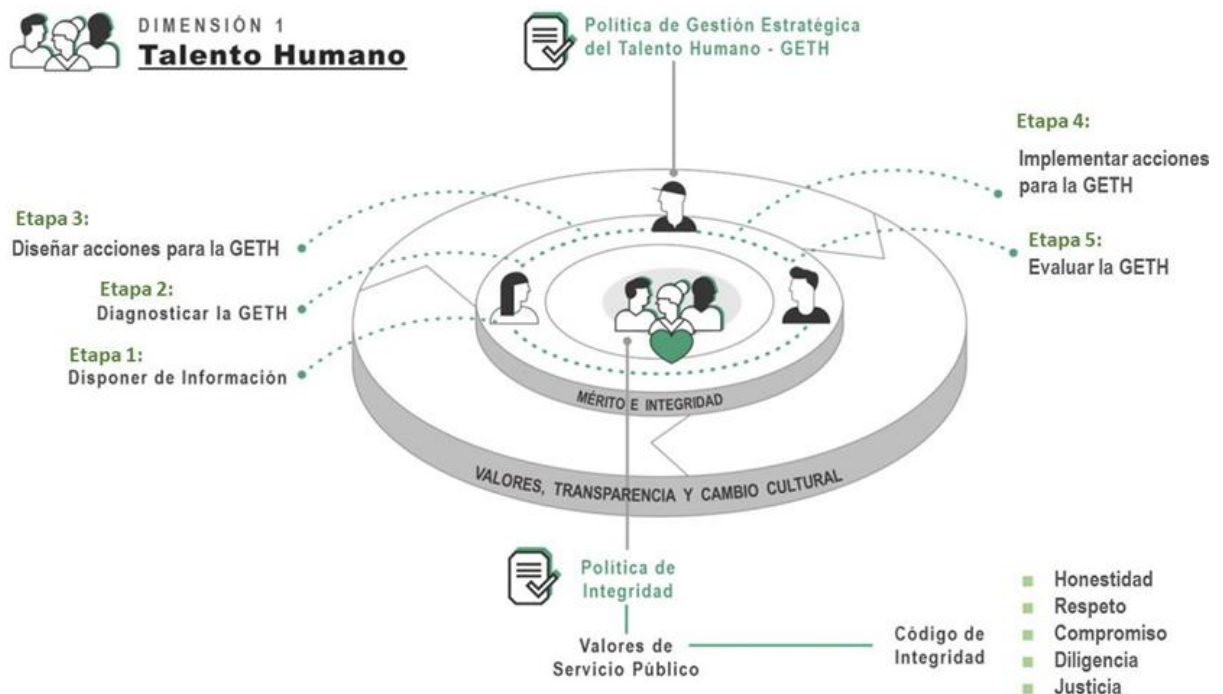 DIMENSIÓN 1
Talento Humano
Política de Gestión Estratégica
del Talento Humano - GETH
Etapa 4:
Implementar acciones
para la GETH
Etapa 3:
Diseñar acciones para la GETH
Etapa 5:
Evaluar la GETH
Etapa 2:
Diagnosticar la GETH
Etapa 1:
Disponer de Información
MÉRITO E INTEGRIDAD
VALORES, TRANSPARENCIA Y CAMBIO CULTURAL
Política de
Integridad
Valores de
Servicio Público
Código de
Integridad
Honestidad
Respeto
Compromiso
Diligencia
Justicia